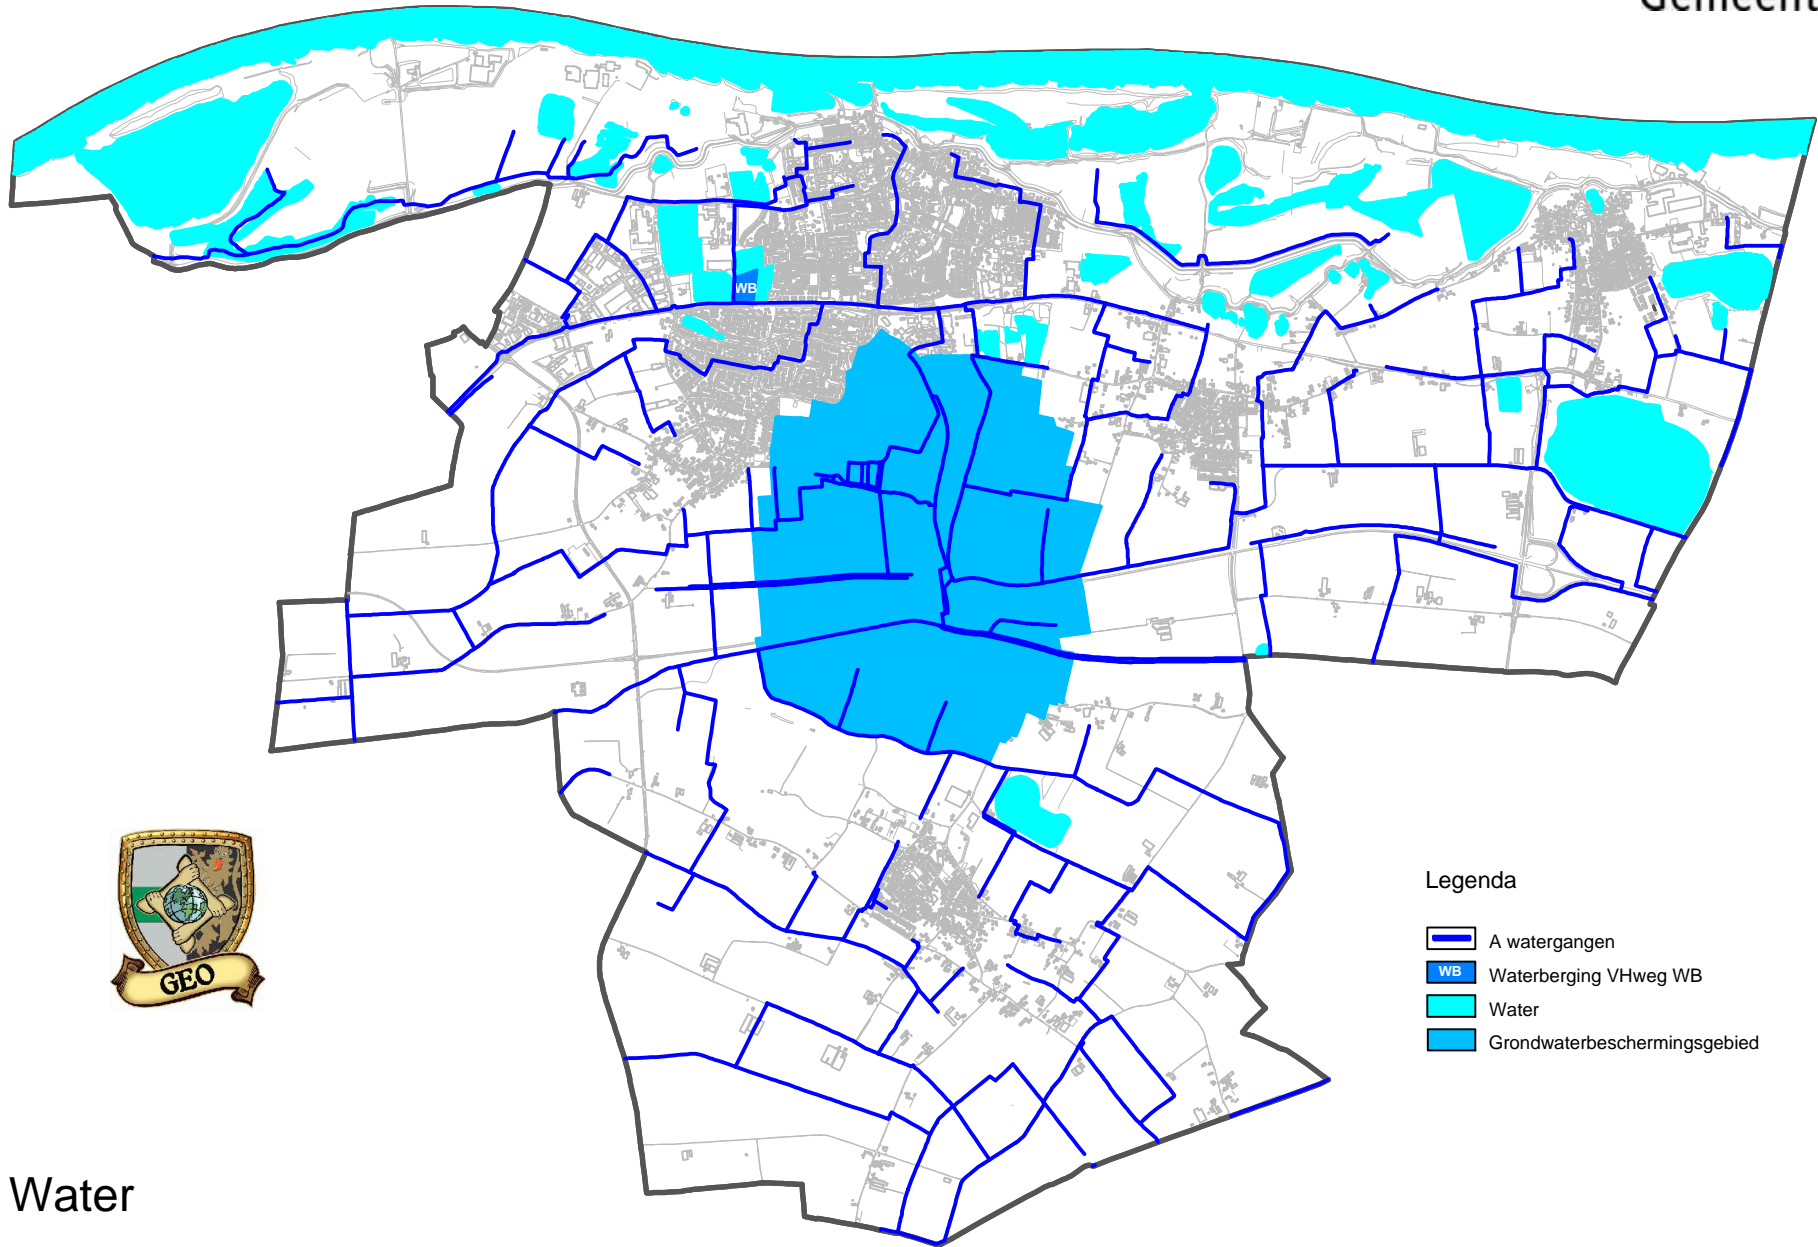 WB
GEO
Legenda
A watergangen
WB Waterberging VHweg WB
Water
Grondwaterbeschermingsgebied
Water